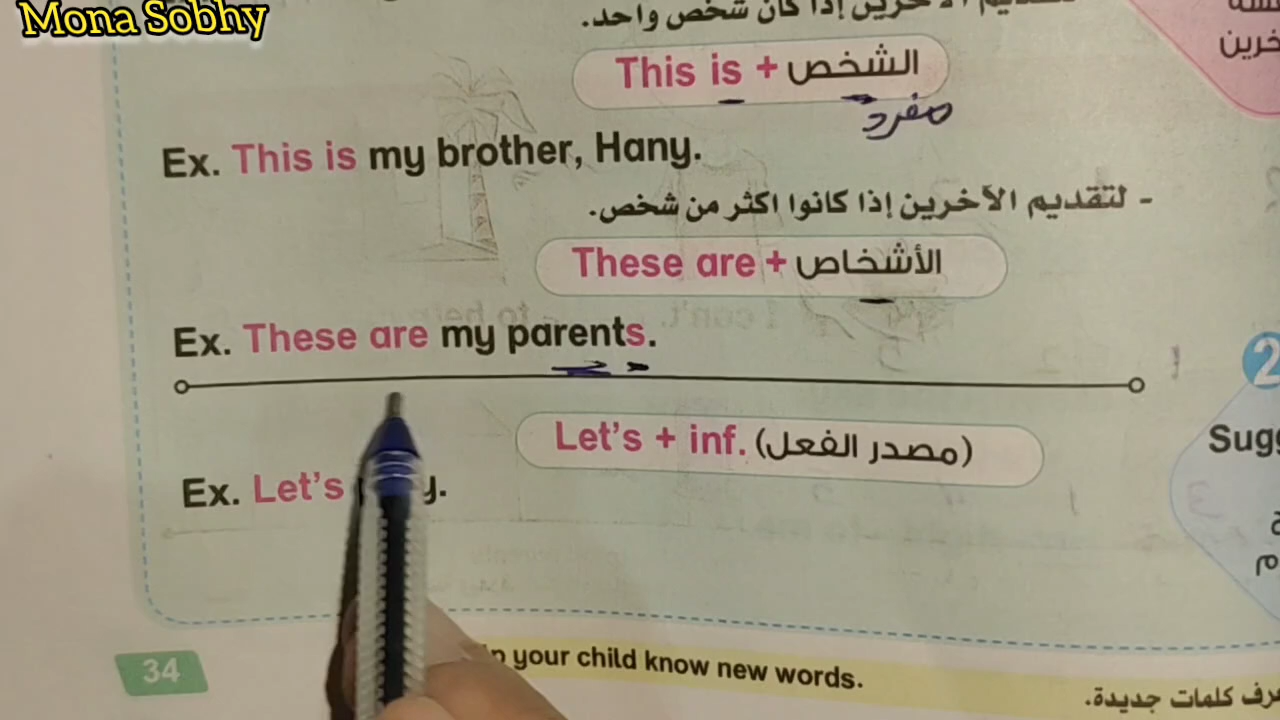 Mona Sobhy
إذا كان شخص واحد.
This is + الشخص
مفرد
Ex. This is my brother, Hany.
- لتقديم الآخرين إذا كانوا اكثر من شخص.
These are + الأشخاص
Ex. These are my parents.
Let's + inf. (مصدر الفعل)
Ex. Let's
2
34
your child know new words.
كلمات جديدة.